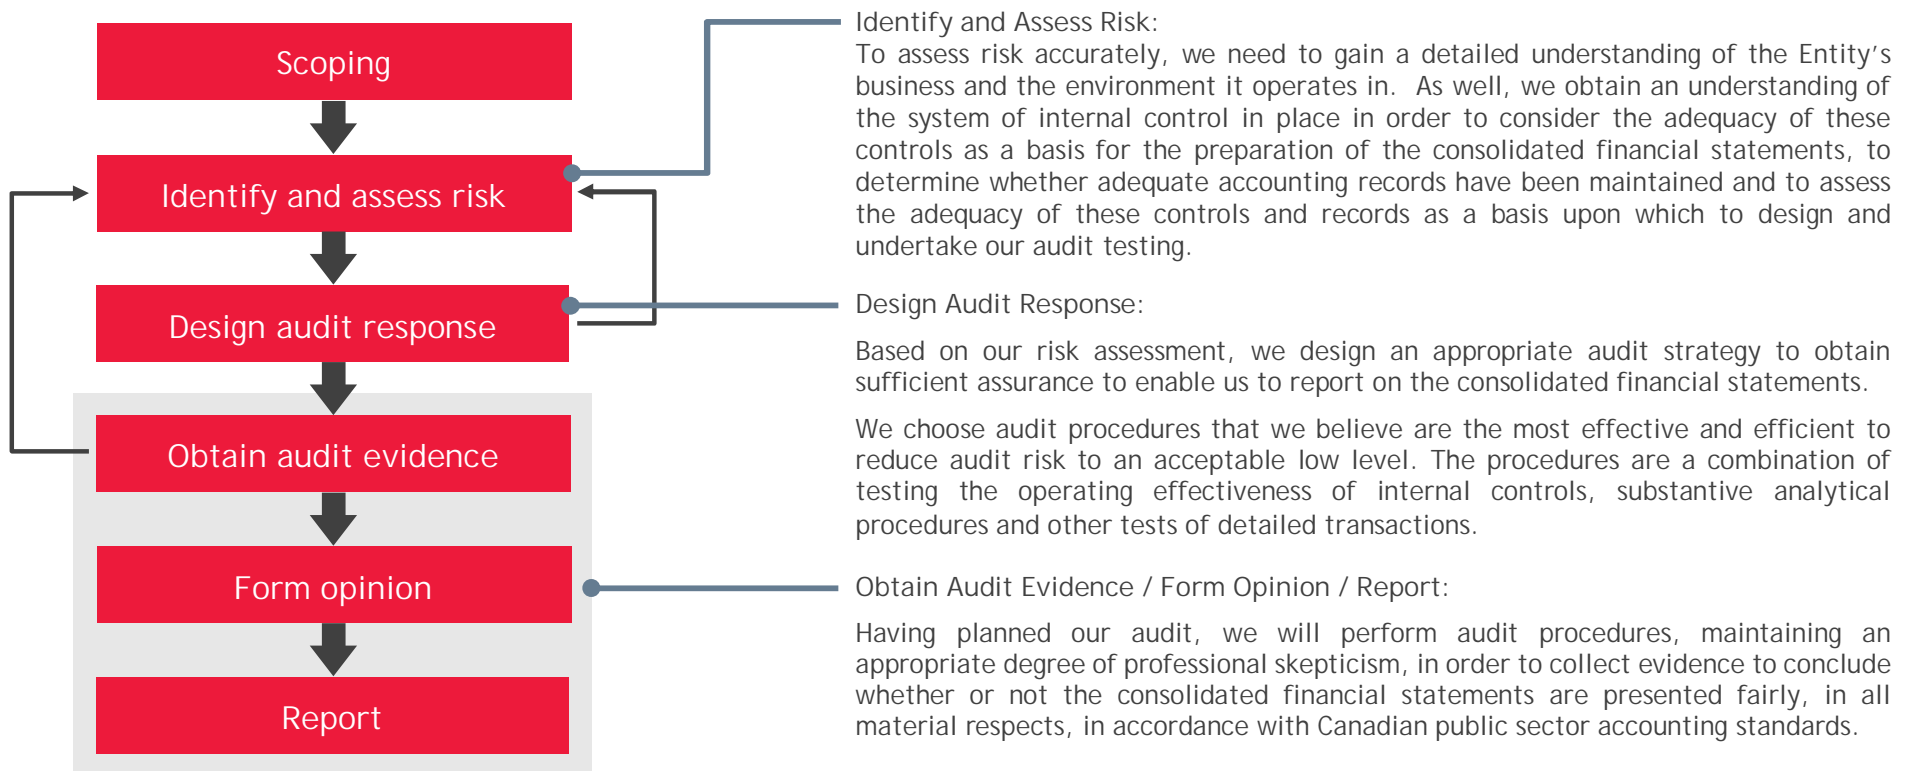 Scoping
Identify and assess risk
Design audit response
Obtain audit evidence
Form opinion
Report
Identify and Assess Risk:
To assess risk accurately, we need to gain a detailed understanding of the Entity's
business and the environment it operates in. As well, we obtain an understanding of
the system of internal control in place in order to consider the adequacy of these
controls as a basis for the preparation of the consolidated financial statements, to
determine whether adequate accounting records have been maintained and to assess
the adequacy of these controls and records as a basis upon which to design and
undertake our audit testing.
Design Audit Response:
Based on our risk assessment, we design an appropriate audit strategy to obtain
sufficient assurance to enable us to report on the consolidated financial statements.
We choose audit procedures that we believe are the most effective and efficient to
reduce audit risk to an acceptable low level. The procedures are a combination of
testing the operating effectiveness of internal controls, substantive analytical
procedures and other tests of detailed transactions.
Obtain Audit Evidence / Form Opinion / Report:
Having planned our audit, we will perform audit procedures, maintaining an
appropriate degree of professional skepticism, in order to collect evidence to conclude
whether or not the consolidated financial statements are presented fairly, in all
material respects, in accordance with Canadian public sector accounting standards.